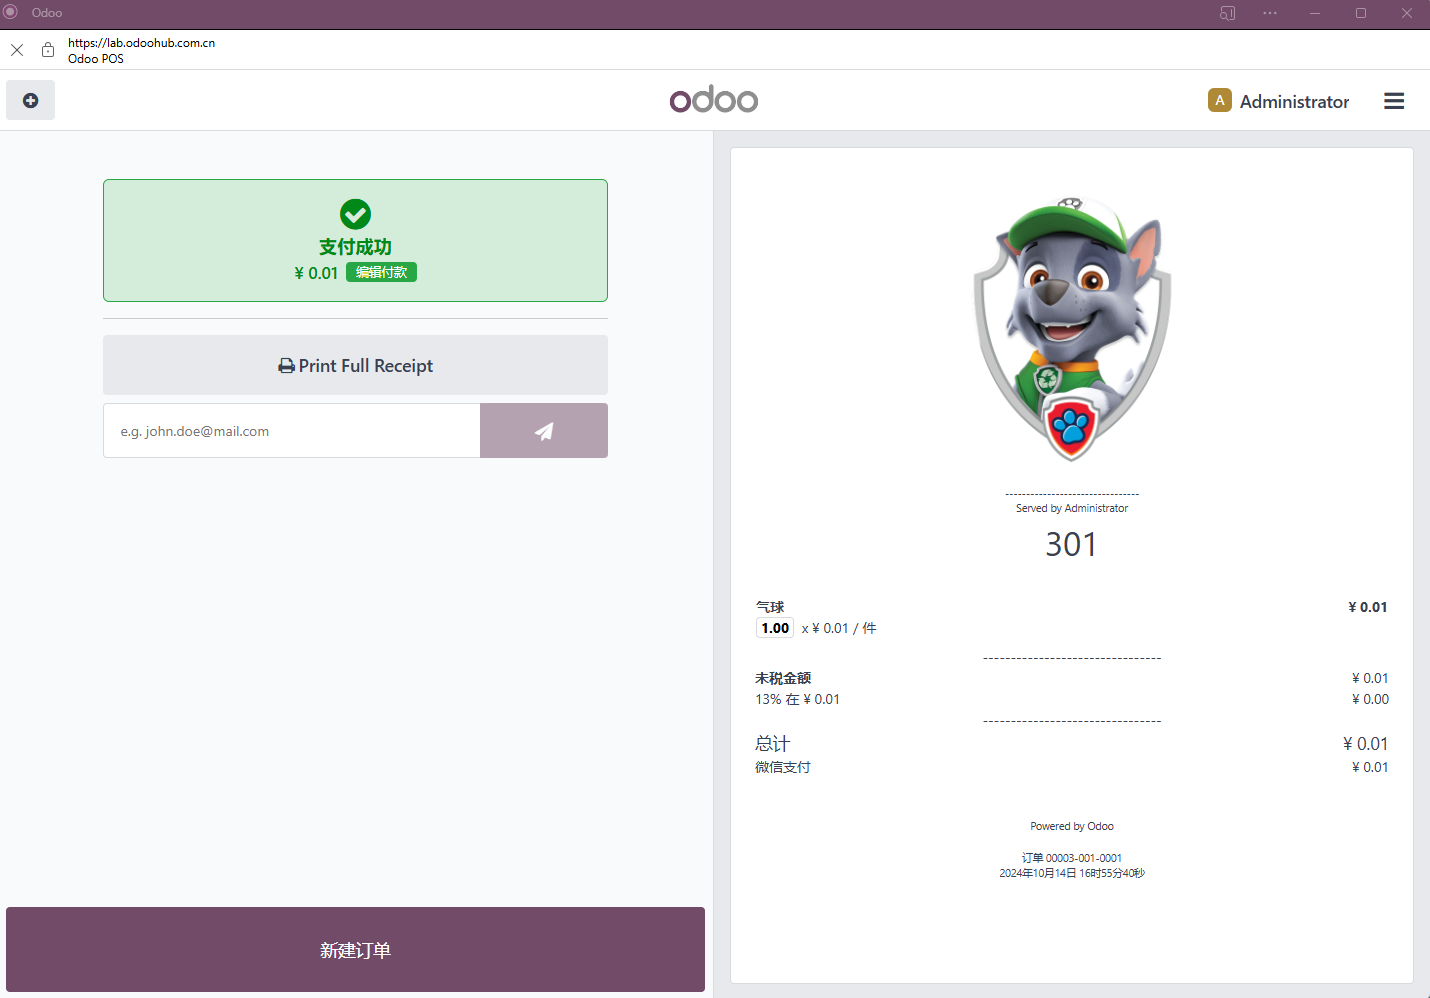 Odoo
https://lab.odoohub.com.cn
Odoo POS
odoo
A Administrator
支付成功
¥ 0.01 编辑付款
Print Full Receipt
e.g. john.doe@mail.com
新建订单
--------------------------------
Served by Administrator
301
气球 ¥ 0.01
1.00 x ¥ 0.01 / 件
--------------------------------
未税金额 ¥ 0.01
13% 在 ¥ 0.01 ¥ 0.00
--------------------------------
总计 ¥ 0.01
微信支付 ¥ 0.01
Powered by Odoo
订单 00003-001-0001
2024年10月14日 16时55分40秒